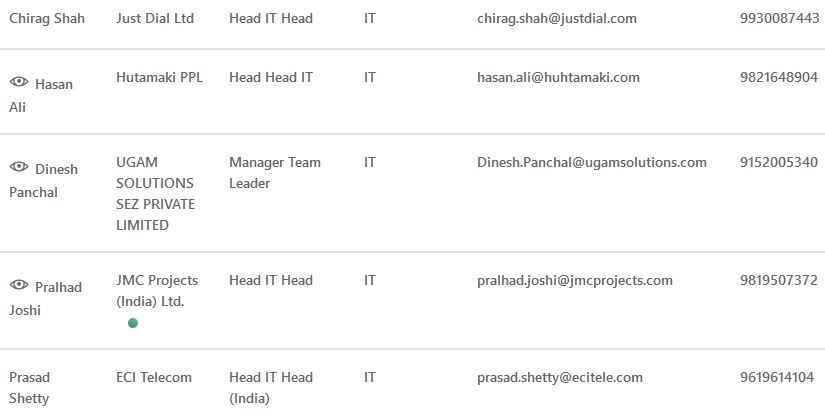 Chirag Shah Just Dial Ltd Head IT Head IT chirag.shah@justdial.com 9930087443
Hasan Hutamaki PPL Head Head IT IT hasan.ali@huhtamaki.com 9821648904
Ali
Dinesh UGAM Manager Team IT Dinesh.Panchal@ugamsolutions.com 9152005340
Panchal SOLUTIONS Leader
SEZ PRIVATE
LIMITED
Pralhad JMC Projects Head IT Head IT pralhad.joshi@jmcprojects.com 9819507372
Joshi (India) Ltd.
Prasad ECI Telecom Head IT Head IT prasad.shetty@ecitele.com 9619614104
Shetty (India)